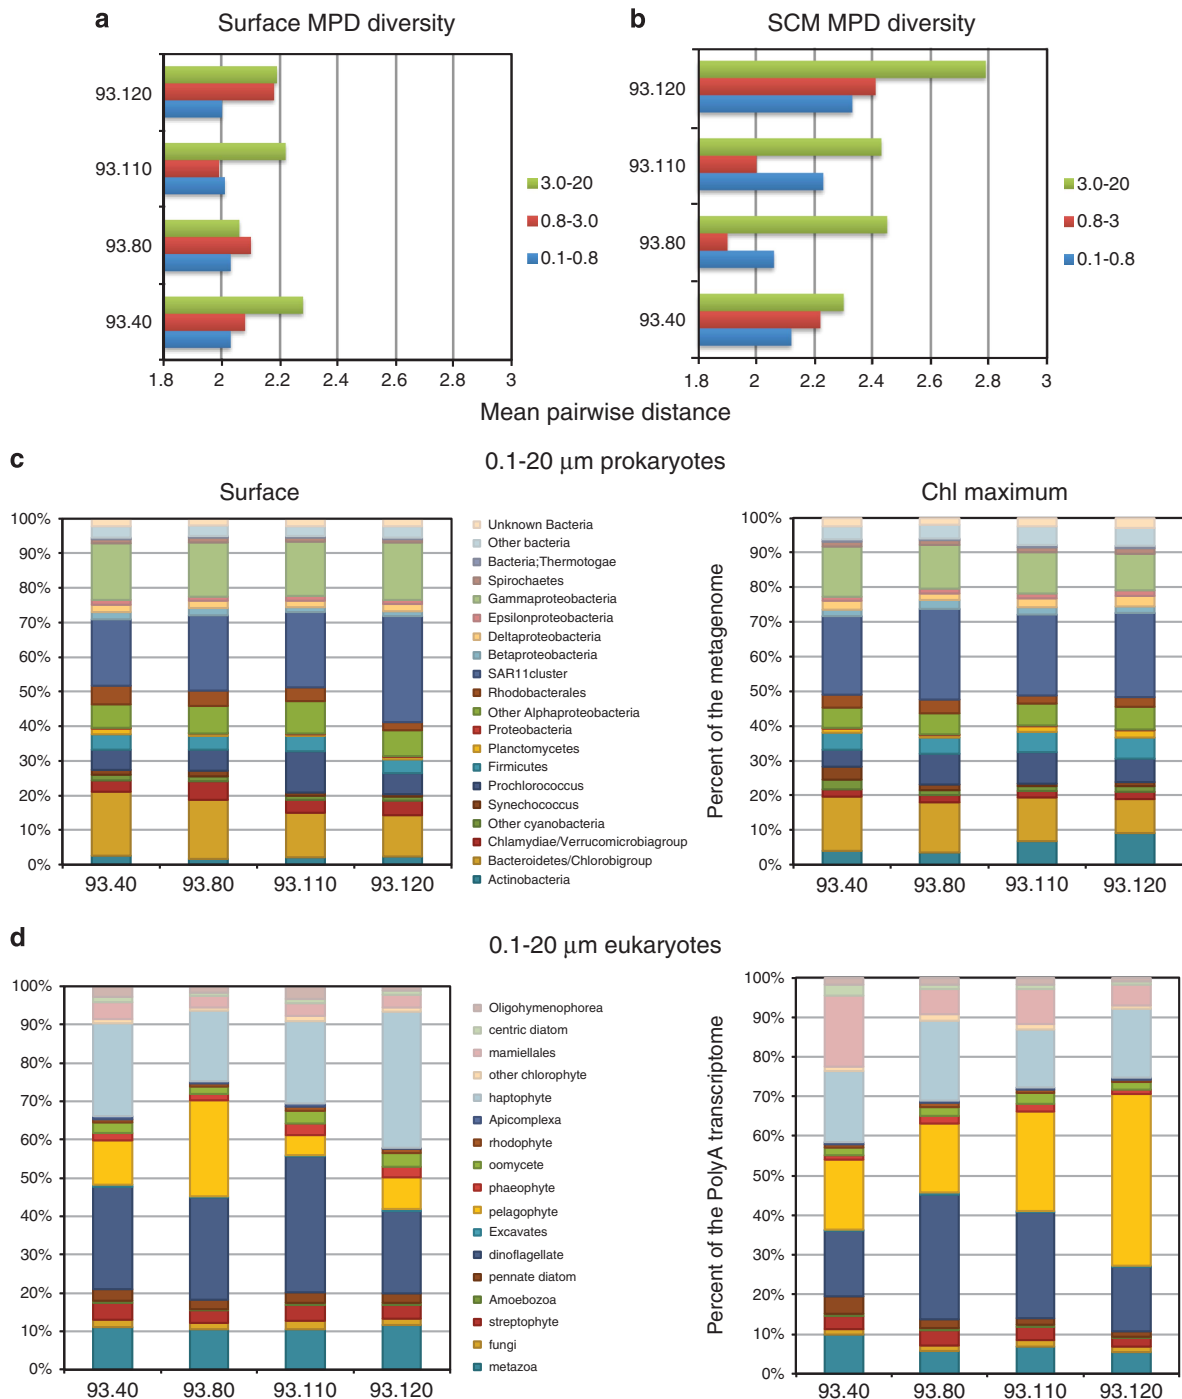 a
Surface MPD diversity
93.120
93.110
93.80
93.40
1.8 2 2.2 2.4 2.6 2.8 3
3.0-20
0.8-3.0
0.1-0.8
b
SCM MPD diversity
93.120
93.110
93.80
93.40
1.8 2 2.2 2.4 2.6 2.8 3
3.0-20
0.8-3
0.1-0.8
Mean pairwise distance
c
0.1-20 μm prokaryotes
Surface
100%
90%
80%
70%
60%
50%
40%
30%
20%
10%
0%
93.40 93.80 93.110 93.120
Unknown Bacteria
Other bacteria
Bacteria;Thermotogae
Spirochaetes
Gammaproteobacteria
Epsilonproteobacteria
Deltaproteobacteria
Betaproteobacteria
SAR11cluster
Rhodobacterales
Other Alphaproteobacteria
Proteobacteria
Planctomycetes
Firmicutes
Prochlorococcus
Synechococcus
Other cyanobacteria
Chlamydiae/Verrucomicrobiagroup
Bacteroidetes/Chlorobigroup
Actinobacteria
Chl maximum
Percent of the metagenome
100%
90%
80%
70%
60%
50%
40%
30%
20%
10%
0%
93.40 93.80 93.110 93.120
d
0.1-20 μm eukaryotes
100%
90%
80%
70%
60%
50%
40%
30%
20%
10%
0%
93.40 93.80 93.110 93.120
Oligohymenophorea
centric diatom
mamiellales
other chlorophyte
haptophyte
Apicomplexa
rhodophyte
oomycete
phaeophyte
pelagophyte
Excavates
dinoflagellate
pennate diatom
Amoebozoa
streptophyte
fungi
metazoa
Percent of the PolyA transcriptome
100%
90%
80%
70%
60%
50%
40%
30%
20%
10%
0%
93.40 93.80 93.110 93.120